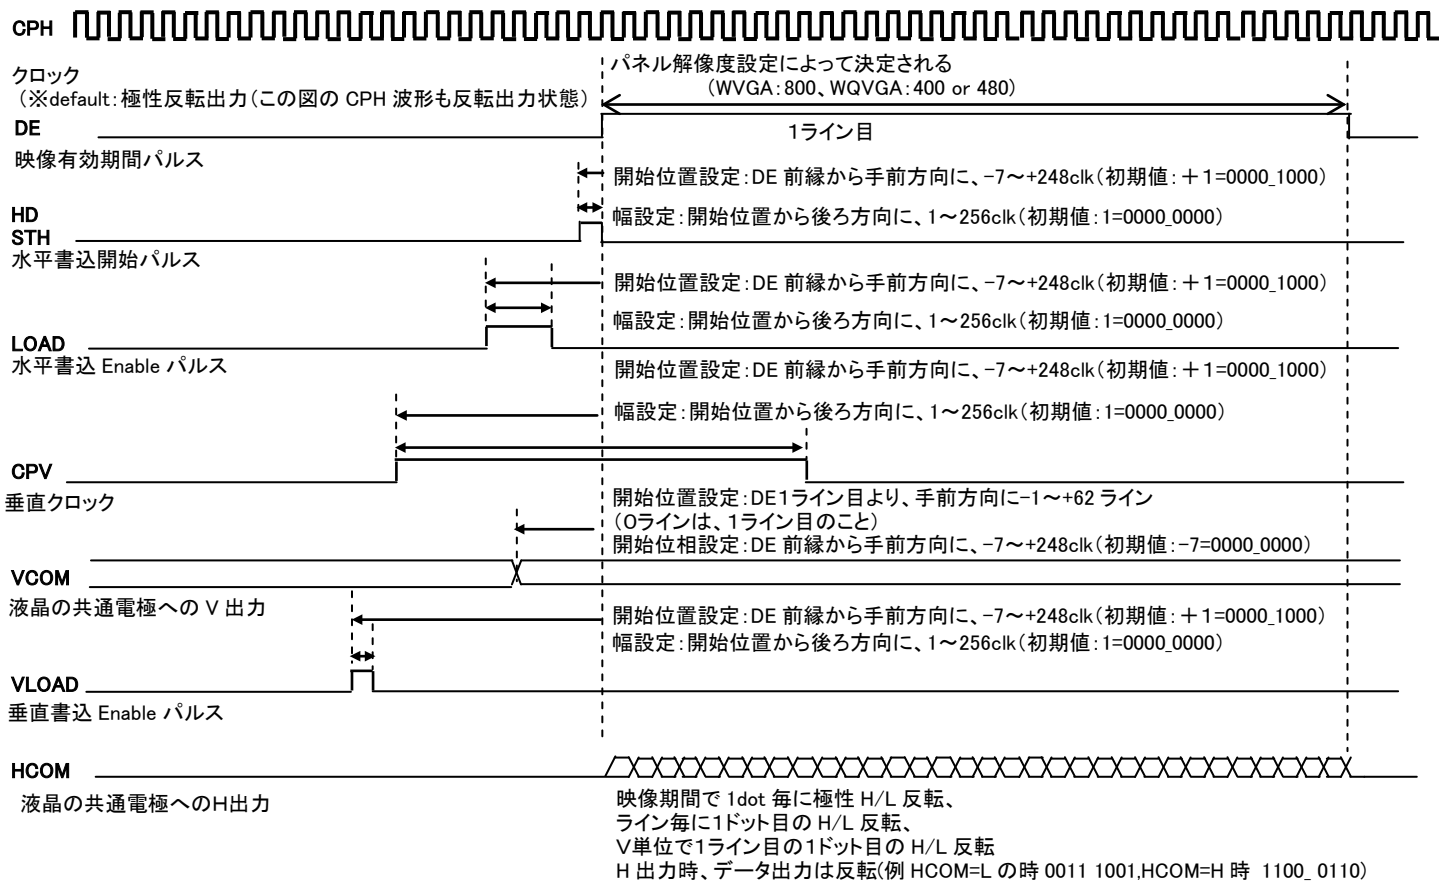 CPH
クロック
(※default:極性反転出力(この図の CPH 波形も反転出力状態)
パネル解像度設定によって決定される
(WVGA:800、WQVGA:400 or 480)
DE
1ライン目
映像有効期間パルス
開始位置設定:DE 前縁から手前方向に、-7~+248clk(初期値:+1=0000_1000)
HD
STH
幅設定:開始位置から後ろ方向に、1~256clk(初期値:1=0000_0000)
水平書込開始パルス
開始位置設定:DE 前縁から手前方向に、-7~+248clk(初期値:+1=0000_1000)
幅設定:開始位置から後ろ方向に、1~256clk(初期値:1=0000_0000)
LOAD
水平書込 Enable パルス
開始位置設定:DE 前縁から手前方向に、-7~+248clk(初期値:+1=0000_1000)
幅設定:開始位置から後ろ方向に、1~256clk(初期値:1=0000_0000)
CPV
垂直クロック
開始位置設定:DE1ライン目より、手前方向に-1~+62 ライン
(0ラインは、1ライン目のこと)
開始位相設定:DE 前縁から手前方向に、-7~+248clk(初期値:-7=0000_0000)
VCOM
液晶の共通電極への V 出力
開始位置設定:DE 前縁から手前方向に、-7~+248clk(初期値:+1=0000_1000)
幅設定:開始位置から後ろ方向に、1~256clk(初期値:1=0000_0000)
VLOAD
垂直書込 Enable パルス
HCOM
液晶の共通電極へのH出力
映像期間で 1dot 毎に極性 H/L 反転、
ライン毎に1ドット目の H/L 反転、
V単位で1ライン目の1ドット目の H/L 反転
H 出力時、データ出力は反転(例 HCOM=L の時 0011 1001,HCOM=H 時 1100_ 0110)